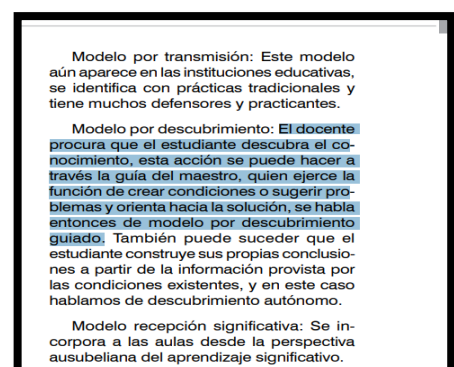 Modelo por transmisión: Este modelo
aún aparece en las instituciones educativas,
se identifica con prácticas tradicionales y
tiene muchos defensores y practicantes.
Modelo por descubrimiento: El docente
procura que el estudiante descubra el co-
nocimiento, esta acción se puede hacer a
través la guía del maestro, quien ejerce la
función de crear condiciones o sugerir pro-
blemas y orienta hacia la solución, se habla
entonces de modelo por descubrimiento
guiado. También puede suceder que el
estudiante construye sus propias conclusio-
nes a partir de la información provista por
las condiciones existentes, y en este caso
hablamos de descubrimiento autónomo.
Modelo recepción significativa: Se in-
corpora a las aulas desde la perspectiva
ausubeliana del aprendizaje significativo.